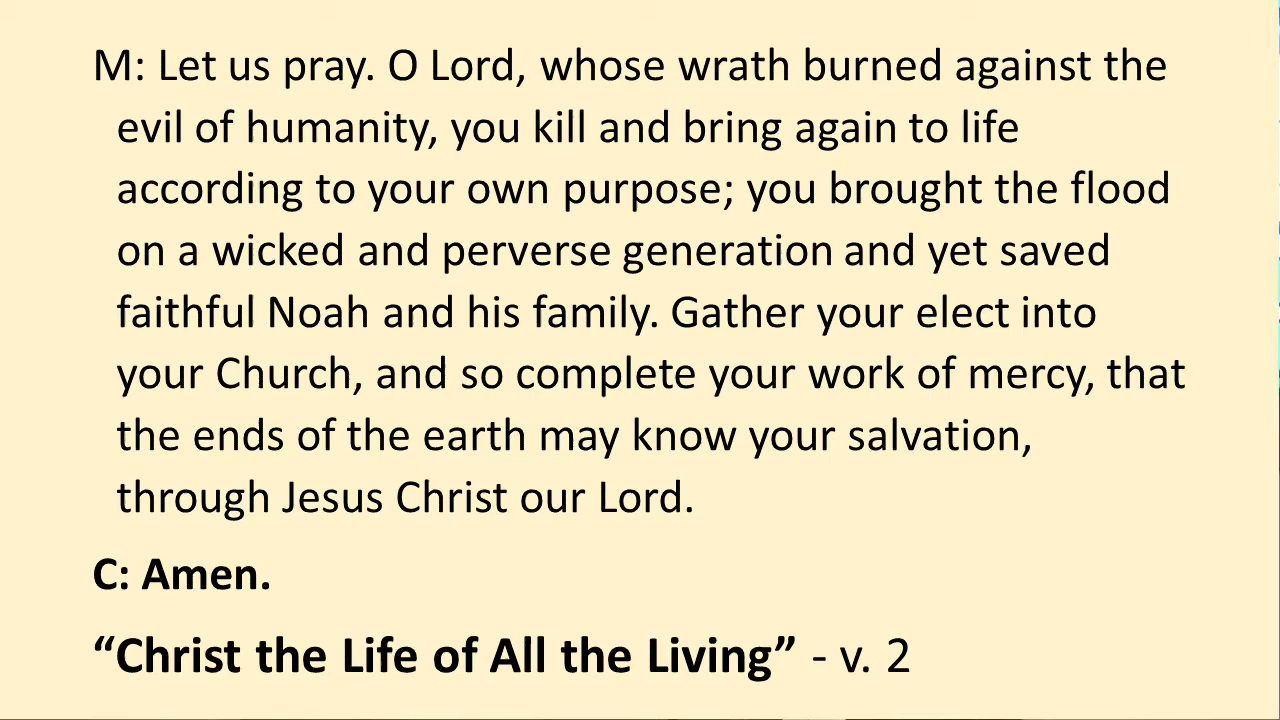 M: Let us pray. O Lord, whose wrath burned against the
evil of humanity, you kill and bring again to life
according to your own purpose; you brought the flood
on a wicked and perverse generation and yet saved
faithful Noah and his family. Gather your elect into
your Church, and so complete your work of mercy, that
the ends of the earth may know your salvation,
through Jesus Christ our Lord.
C: Amen.
“Christ the Life of All the Living” - v. 2